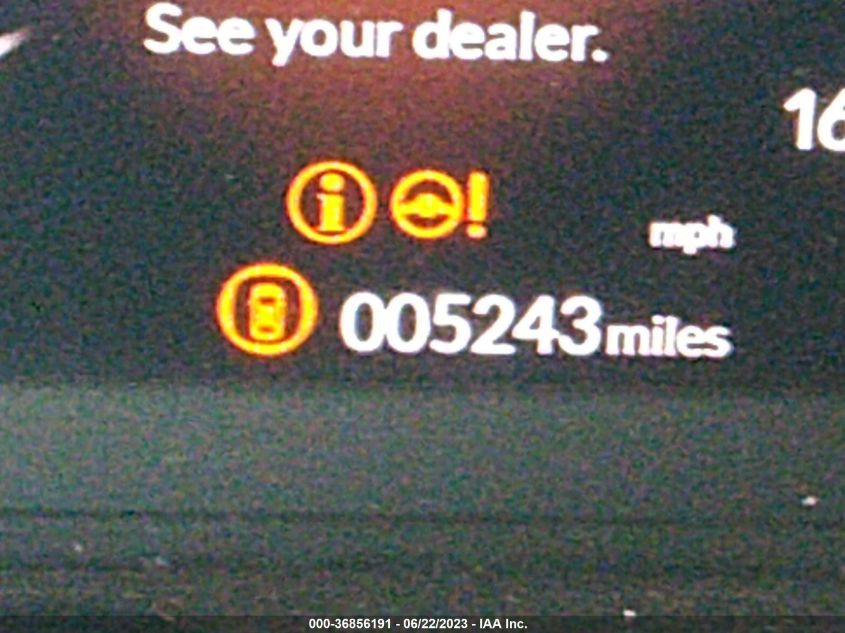 See your dealer.
16
mph
005243 miles
000-36856191 - 06/22/2023 - IAA Inc.